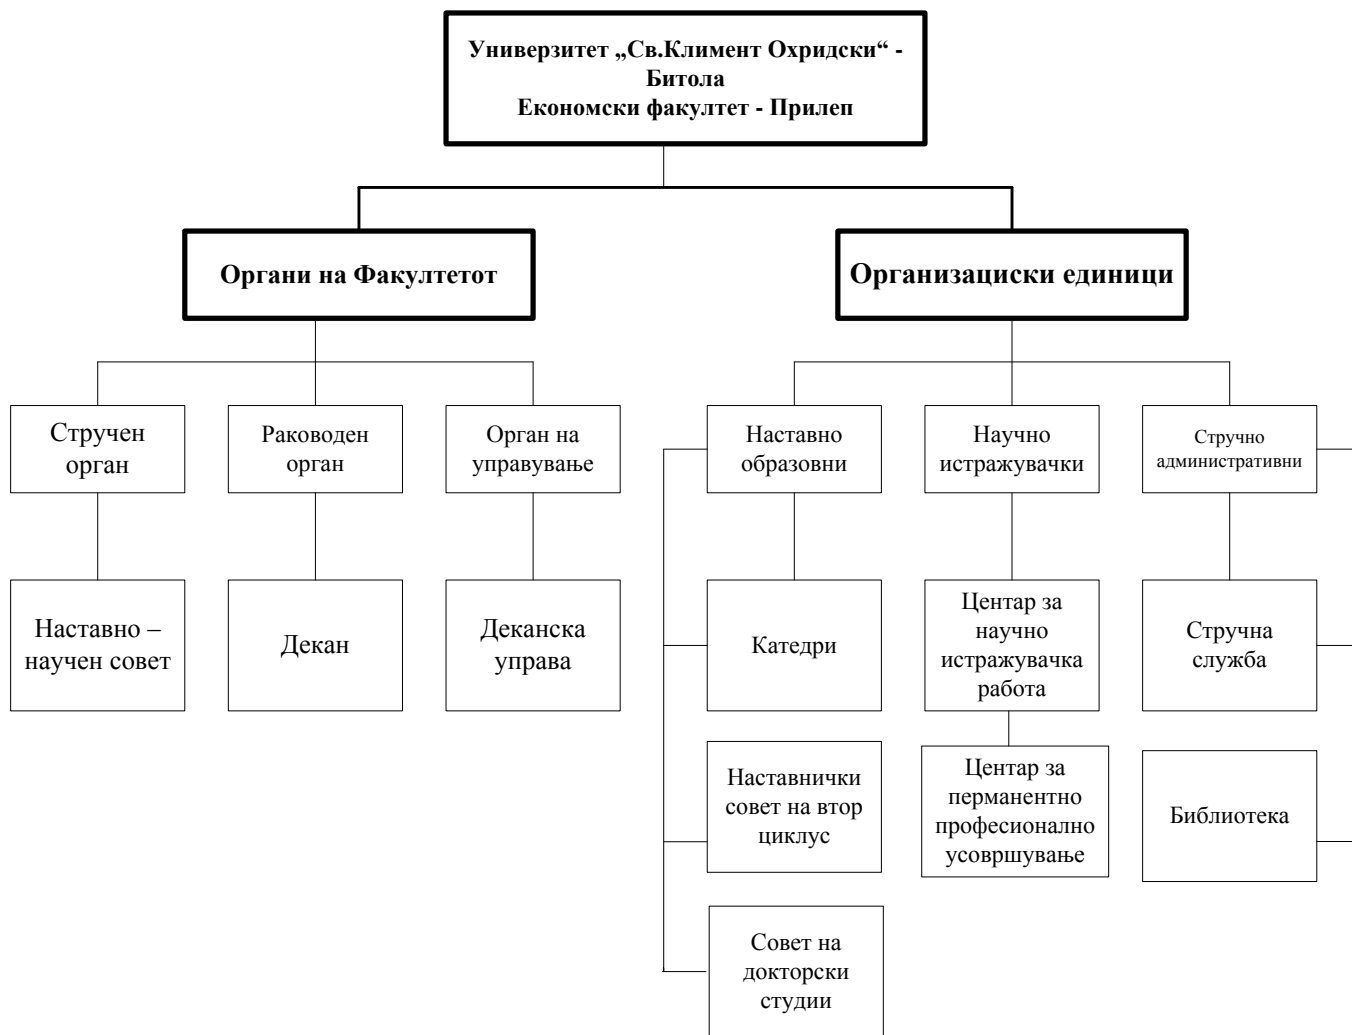 Универзитет „Св.Климент Охридски“ -
Битола
Економски факултет - Прилеп
Органи на Факултетот
Организациски единици
Стручен
орган
Раководен
орган
Орган на
управување
Наставно
образовни
Научно
истражувачки
Стручно
административни
Наставно –
научен совет
Декан
Деканска
управа
Катедри
Центар за
научно
истражувачка
работа
Стручна
служба
Наставнички
совет на втор
циклус
Центар за
перманентно
професионално
усовршување
Библиотека
Совет на
докторски
студии